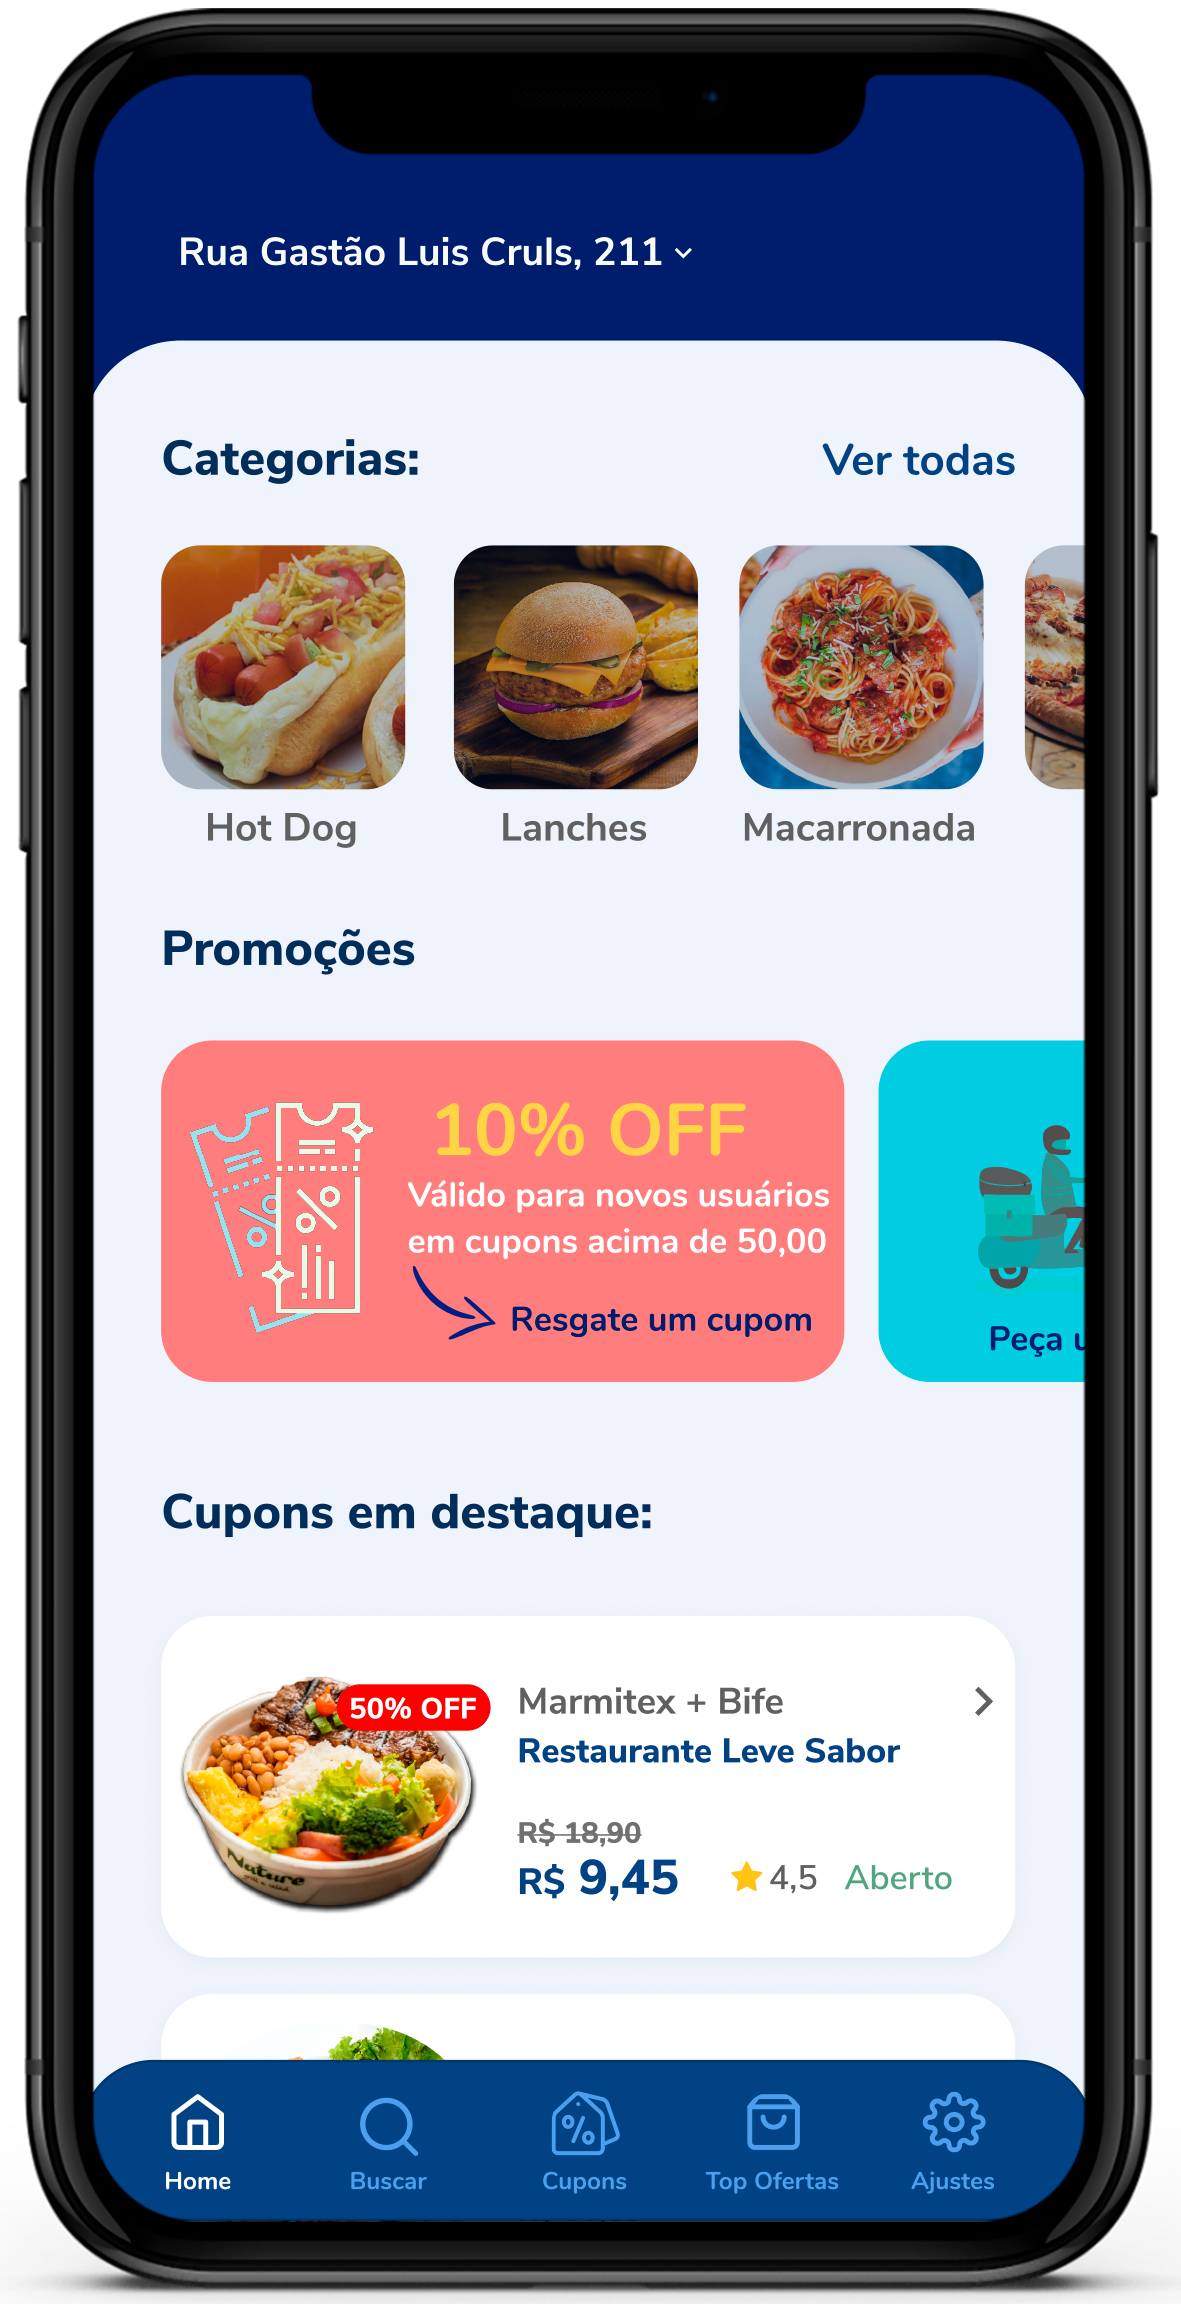 Rua Gastão Luis Cruls, 211
Categorias:
Ver todas
Hot Dog
Lanches
Macarronada
Promoções
10% OFF
Válido para novos usuários
em cupons acima de 50,00
Resgate um cupom
Peça u
Cupons em destaque:
50% OFF
Marmitex + Bife
Restaurante Leve Sabor
R$ 18,90
R$ 9,45
4,5
Aberto
Nature
Home
Buscar
Cupons
Top Ofertas
Ajustes